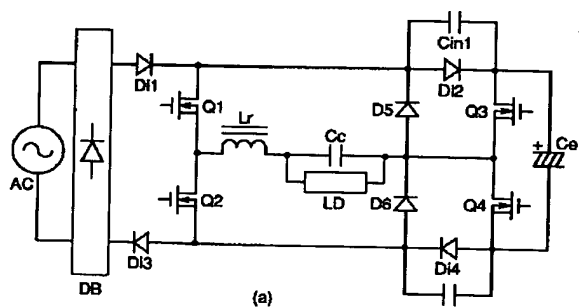 Cin1
Di1
Di2
Q1
Lr
D5
Q3
Cc
+ Ce
AC
Q2
LD
D6
Q4
Di3
Di4
DB
(a)